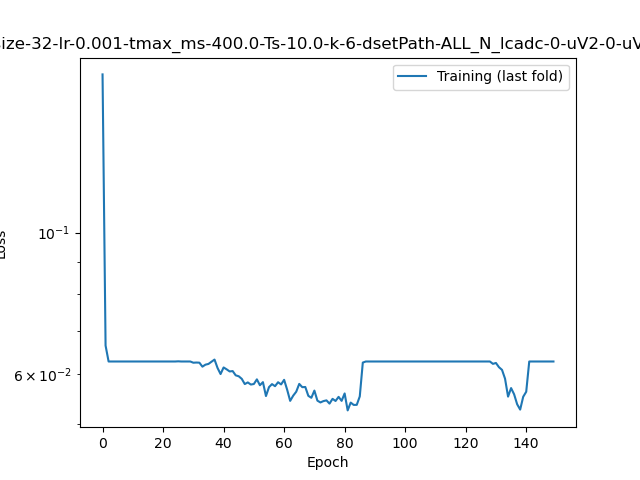 ize-32-lr-0.001-tmax_ms-400.0-Ts-10.0-k-6-dsetPath-ALL_N_lcadc-0-uV2-0-uV
Training (last fold)
10⁻¹
6 × 10⁻²
Loss
0 20 40 60 80 100 120 140
Epoch